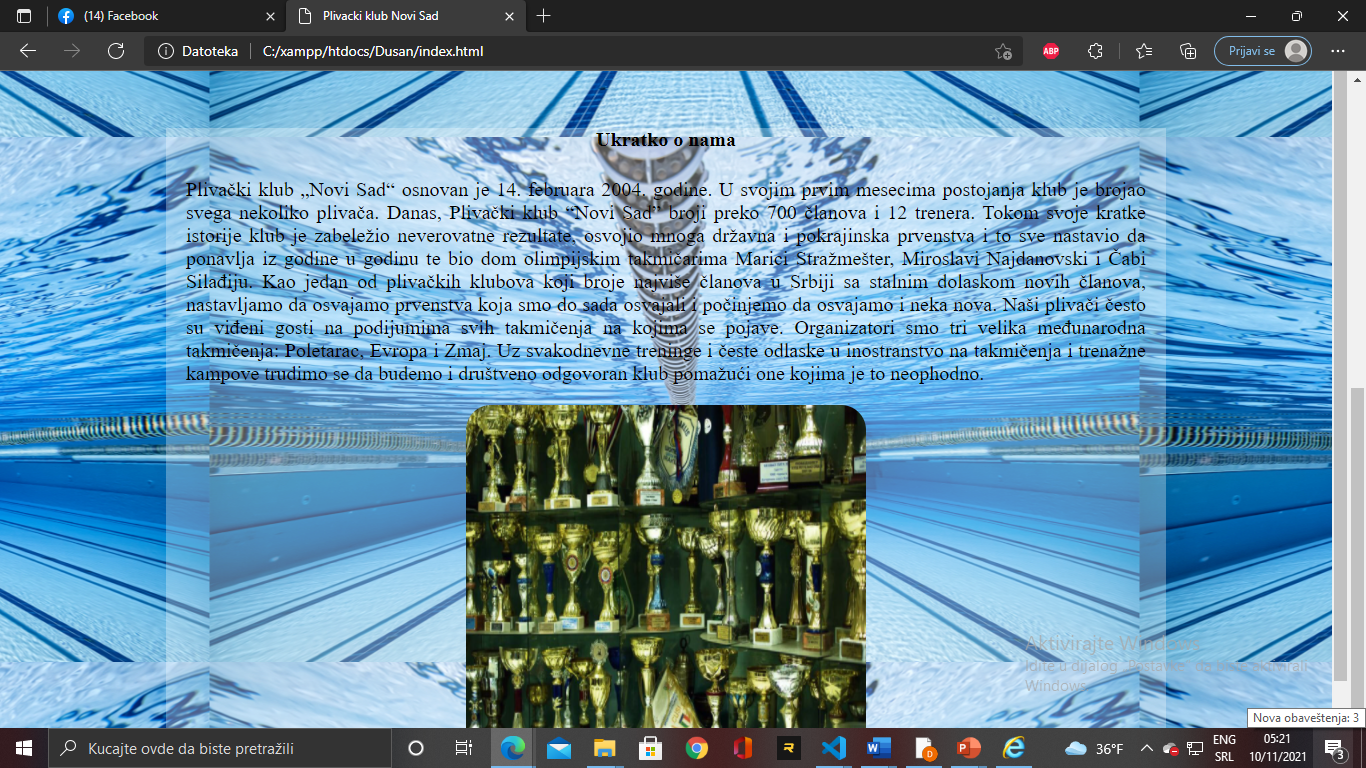 (14) Facebook
Plivacki klub Novi Sad
Datoteka
C:/xampp/htdocs/Dusan/index.html
ABP
Prijavi se
Ukratko o nama
Plivački klub „Novi Sad“ osnovan je 14. februara 2004. godine. U svojim prvim mesecima postojanja klub je brojao
svega nekoliko plivača. Danas, Plivački klub “Novi Sad” broji preko 700 članova i 12 trenera. Tokom svoje kratke
istorije klub je zabeležio neverovatne rezultate, osvojio mnoga državna i pokrajinska prvenstva i to sve nastavio da
ponavlja iz godine u godinu te bio dom olimpijskim takmičarima Marici Stražmešter, Miroslavi Najdanovski i Čabi
Silađiju. Kao jedan od plivačkih klubova koji broje najviše članova u Srbiji sa stalnim dolaskom novih članova,
nastavljamo da osvajamo prvenstva koja smo do sada osvajali i počinjemo da osvajamo i neka nova. Naši plivači često
su viđeni gosti na podijumima svih takmičenja na kojima se pojave. Organizatori smo tri velika međunarodna
takmičenja: Poletarac, Evropa i Zmaj. Uz svakodnevne treninge i česte odlaske u inostranstvo na takmičenja i trenažne
kampove trudimo se da budemo i društveno odgovoran klub pomažući one kojima je to neophodno.
Aktivirajte Windows
Idite u dijalog
Windows
Nova obaveštenja: 3
Kucajte ovde da biste pretražili
36°F
ENG
SRL
05:21
10/11/2021
3